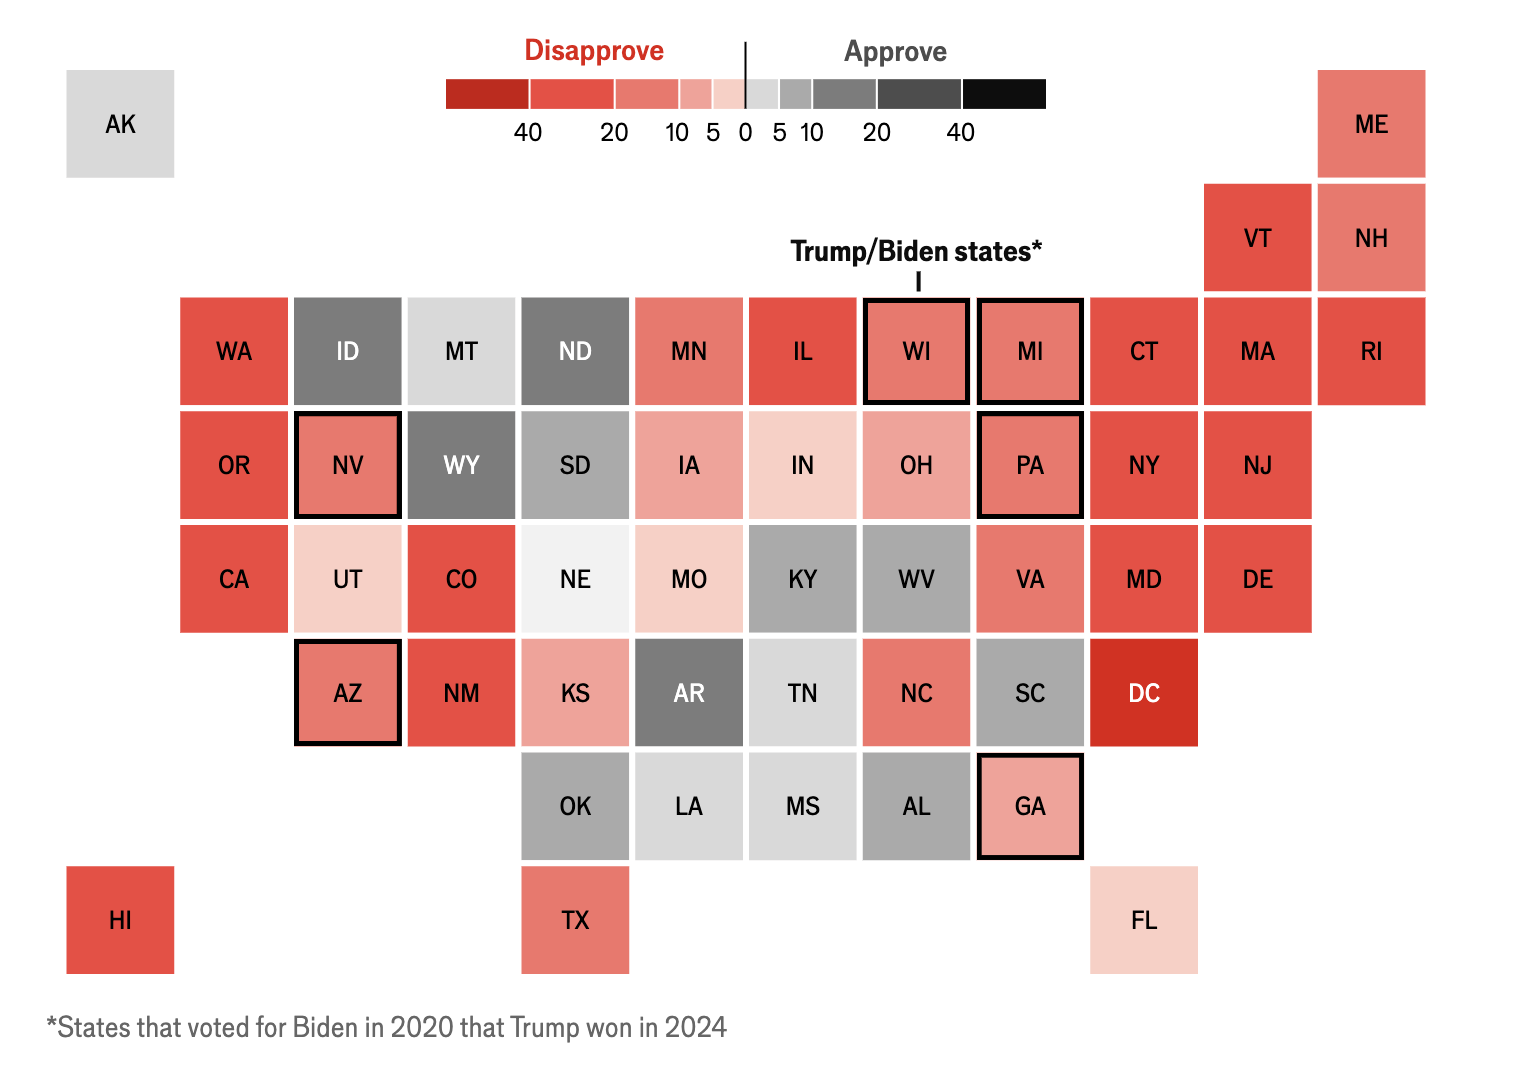 Disapprove
Approve
40 20 10 5 0 5 10 20 40
AK
ME
VT NH
Trump/Biden states*
WA ID MT ND MN IL WI MI CT MA RI
OR NV WY SD IA IN OH PA NY NJ
CA UT CO NE MO KY WV VA MD DE
AZ NM KS AR TN NC SC DC
OK LA MS AL GA
HI TX FL
*States that voted for Biden in 2020 that Trump won in 2024